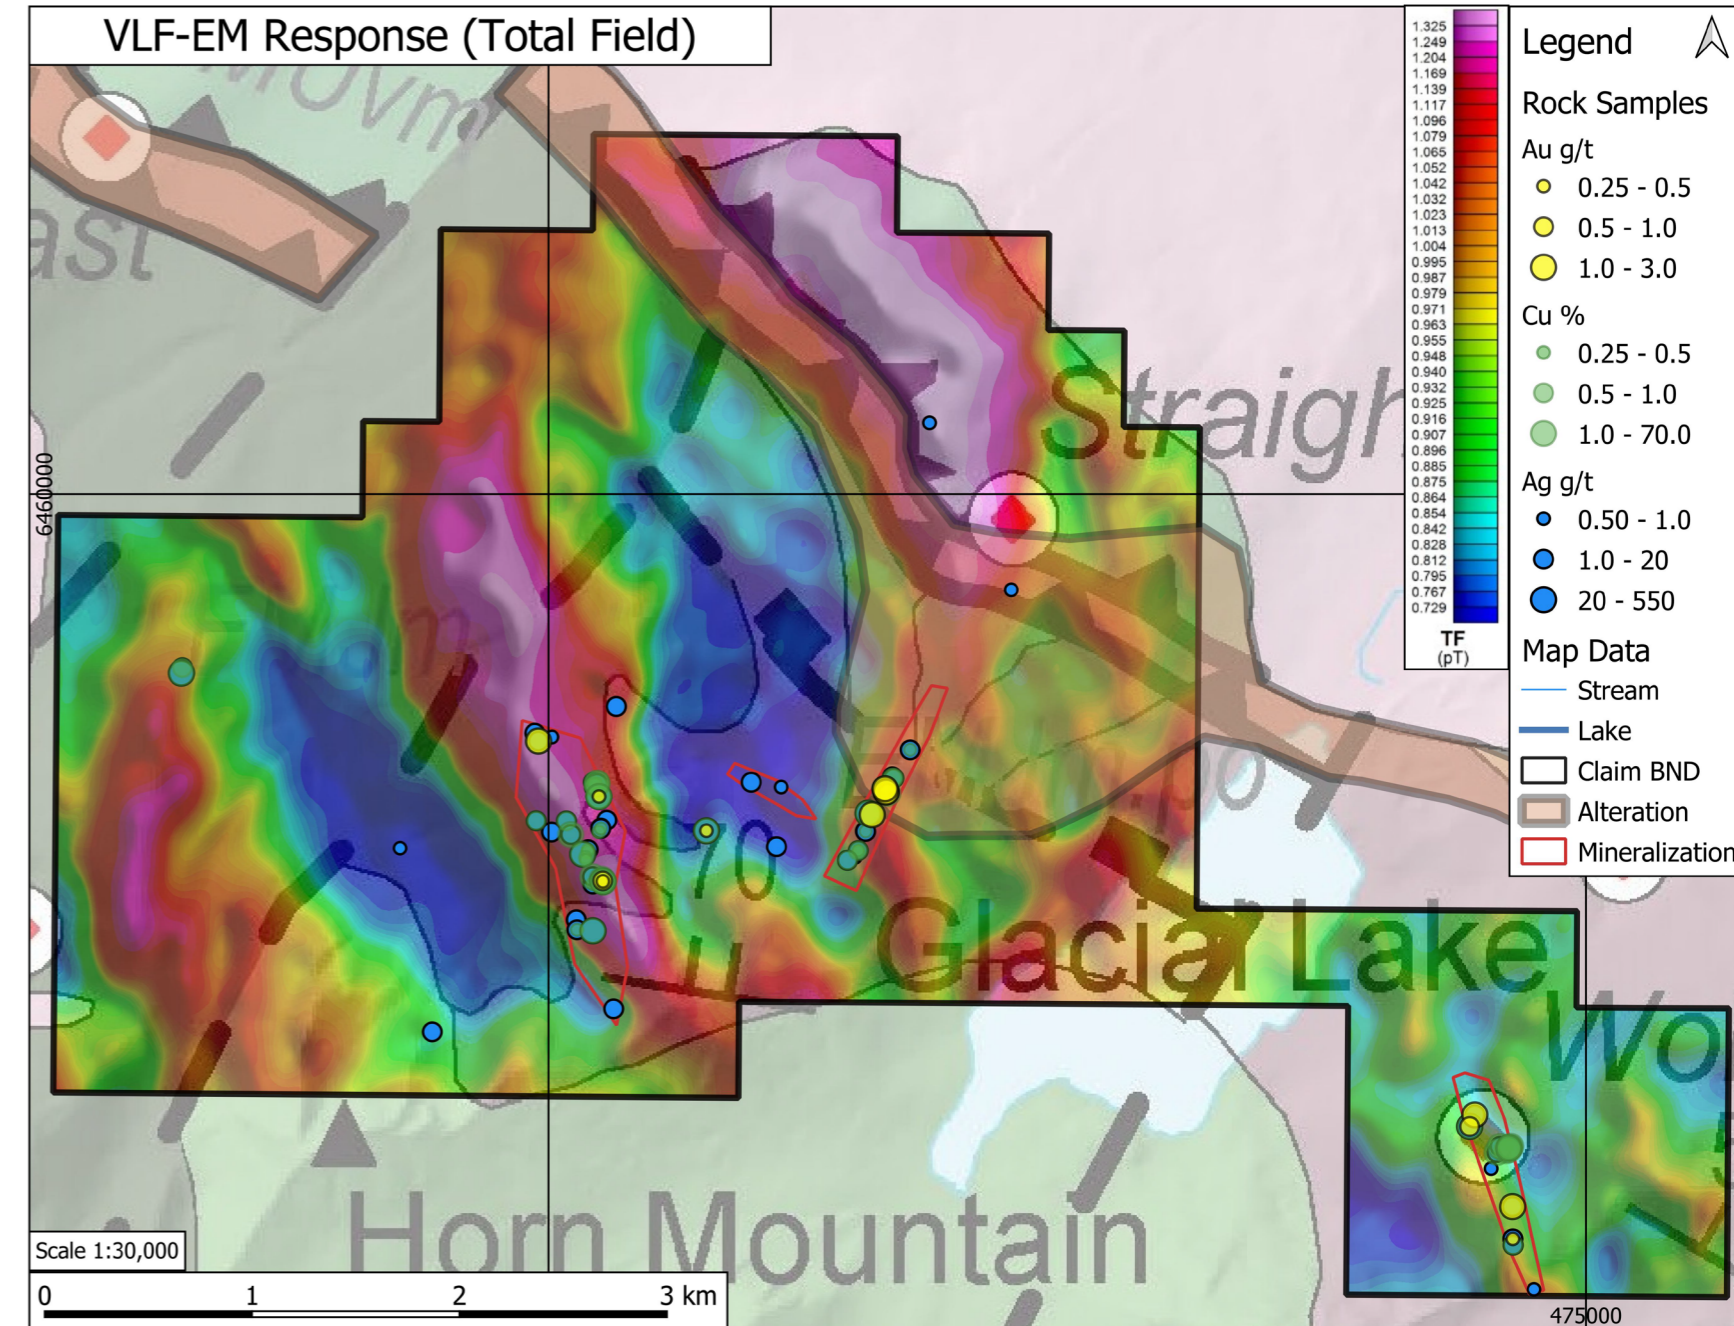 VLF-EM Response (Total Field)
Movm
ast
Straigh
6460000
70
Glacial Lake
Wo
Horn Mountain
Scale 1:30,000
0 1 2 3 km
475000
1.325
1.249
1.204
1.169
1.139
1.117
1.096
1.079
1.065
1.052
1.042
1.032
1.023
1.013
1.004
0.995
0.987
0.979
0.971
0.963
0.955
0.948
0.940
0.932
0.925
0.916
0.907
0.896
0.885
0.875
0.864
0.854
0.842
0.828
0.812
0.795
0.767
0.729
TF
(pT)
Legend
Rock Samples
Au g/t
0.25 - 0.5
0.5 - 1.0
1.0 - 3.0
Cu %
0.25 - 0.5
0.5 - 1.0
1.0 - 70.0
Ag g/t
0.50 - 1.0
1.0 - 20
20 - 550
Map Data
Stream
Lake
Claim BND
Alteration
Mineralization